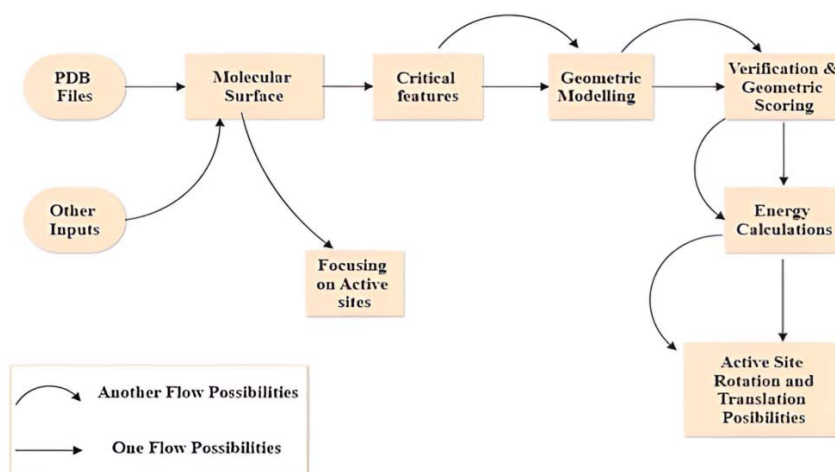 PDB
Files
Molecular
Surface
Critical
features
Geometric
Modelling
Verification &
Geometric
Scoring
Other
Inputs
Focusing
on Active
sites
Energy
Calculations
Active Site
Rotation and
Translation
Posibilities
Another Flow Possibilities
One Flow Possibilities